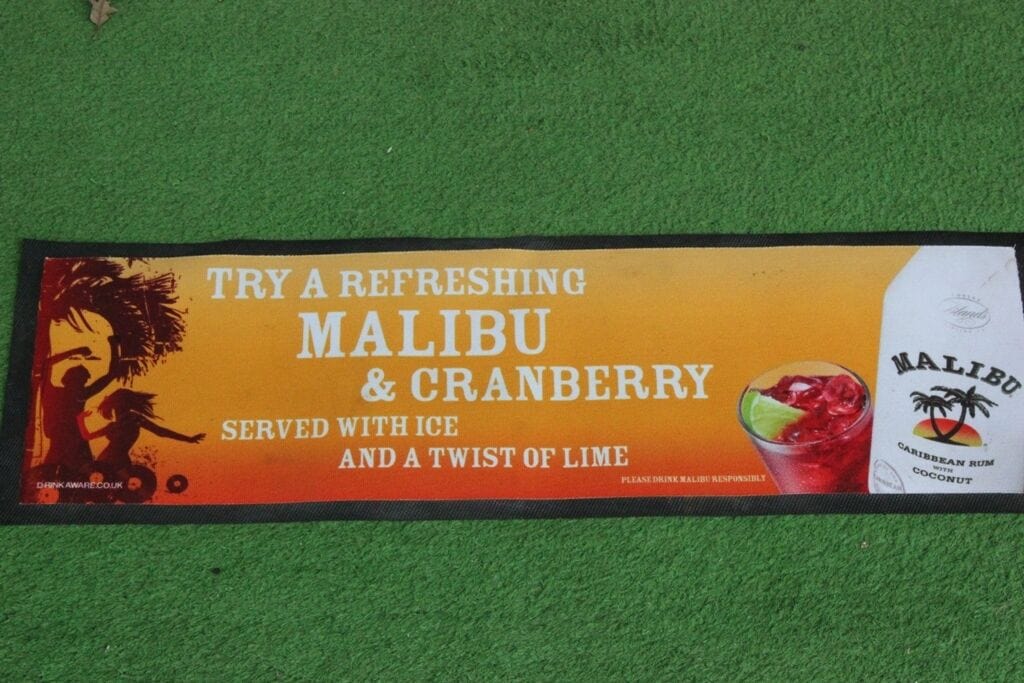 TRY A REFRESHING
MALIBU
& CRANBERRY
SERVED WITH ICE
AND A TWIST OF LIME
PLEASE DRINK MALIBU RESPONSIBLY
DRINKAWARE.CO.UK
MALIBU
CARIBBEAN RUM
WITH
COCONUT